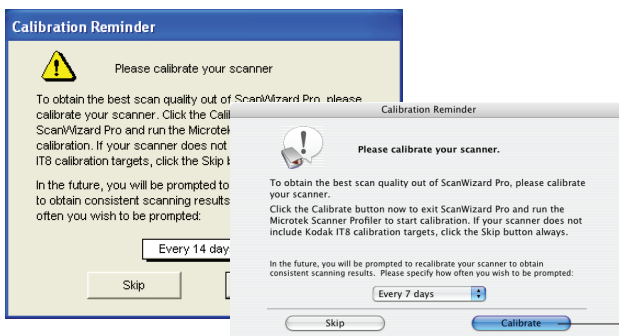 Calibration Reminder
Please calibrate your scanner
To obtain the best scan quality out of ScanWizard Pro, please
calibrate your scanner. Click the
ScanWizard Pro and run the Microtek
calibration. If your scanner does not
IT8 calibration targets, click the Skip
In the future, you will be prompted to
to obtain consistent scanning results
often you wish to be prompted:
Every 14 days
Skip
Calibration Reminder
Please calibrate your scanner.
To obtain the best scan quality out of ScanWizard Pro, please calibrate
your scanner.
Click the Calibrate button now to exit ScanWizard Pro and run the
Microtek Scanner Profiler to start calibration. If your scanner does not
include Kodak IT8 calibration targets, click the Skip button always.
In the future, you will be prompted to recalibrate your scanner to obtain
consistent scanning results. Please specify how often you wish to be prompted:
Every 7 days
Skip
Calibrate